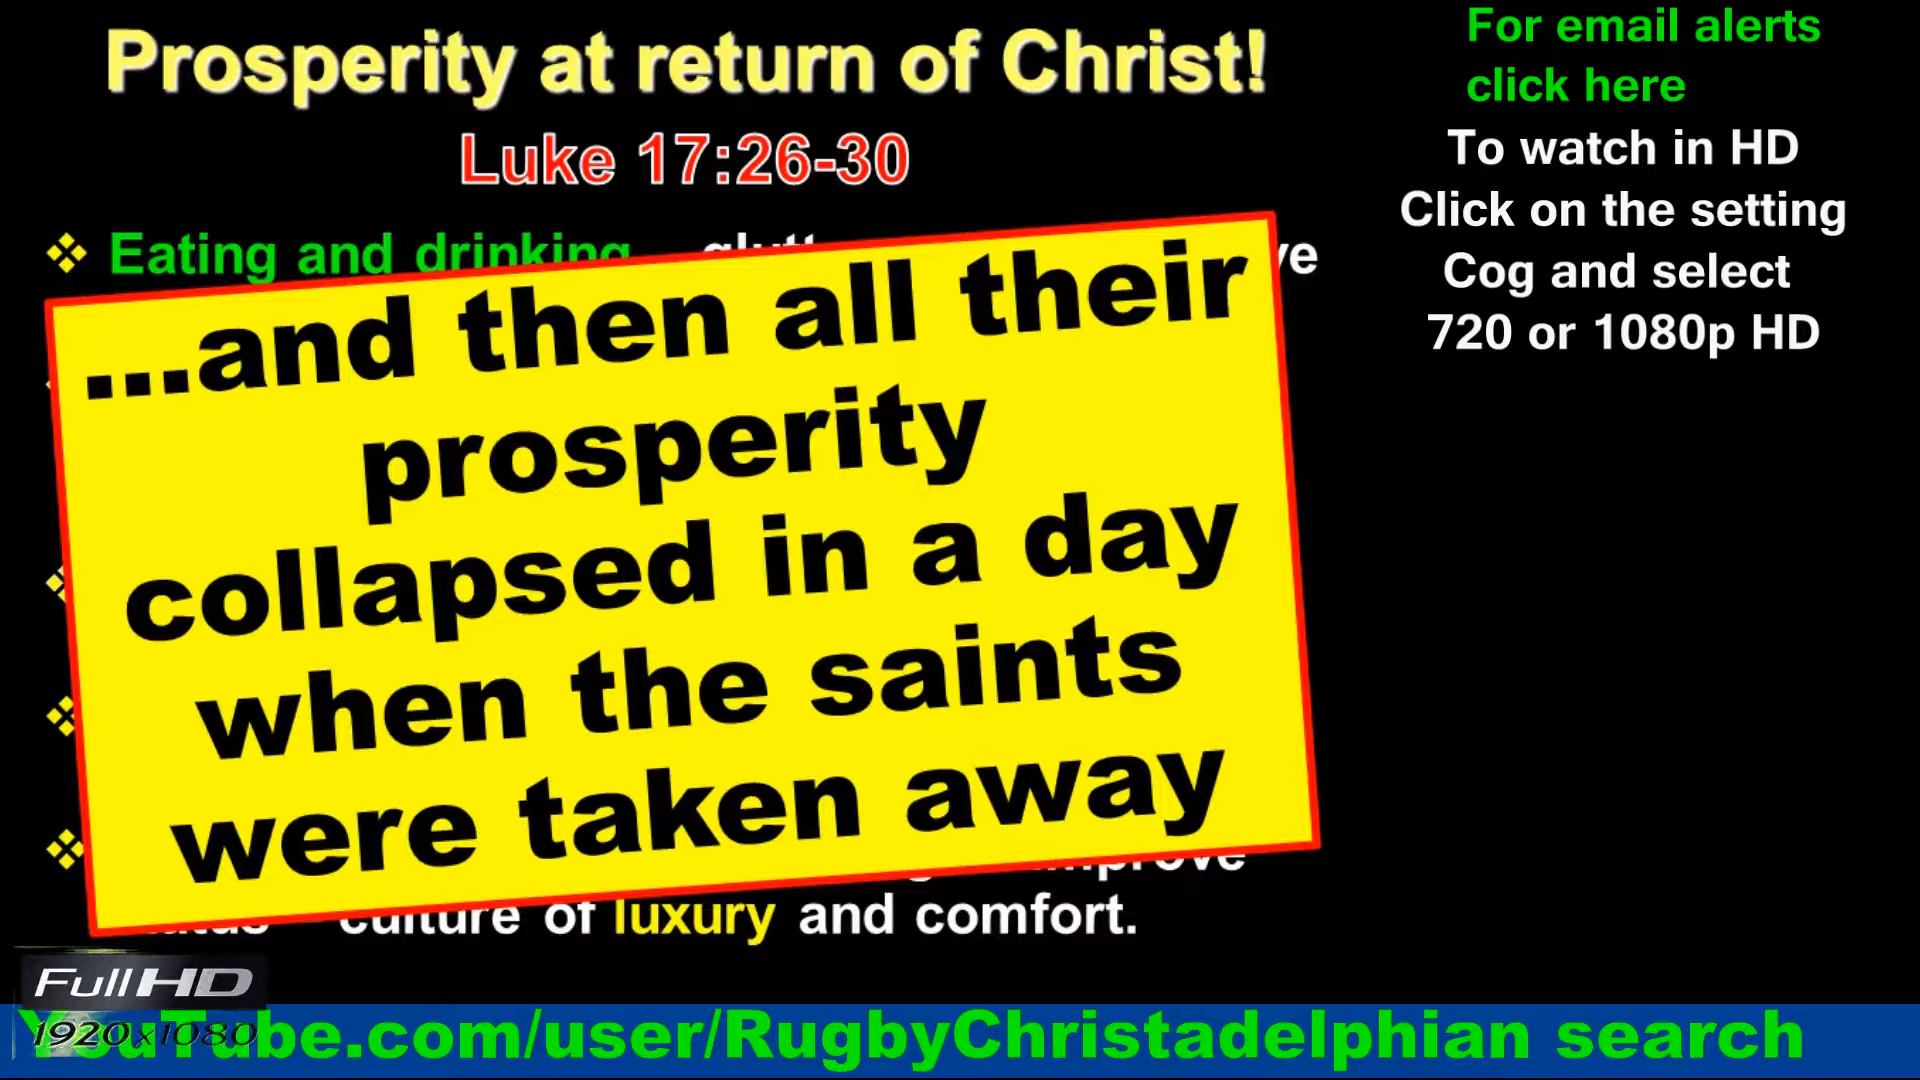 Prosperity at return of Christ!
Luke 17:26-30
❖ Eating and drinking
...and then all their
prosperity
collapsed in a day
when the saints
were taken away
improve
culture of luxury and comfort.
For email alerts
click here
To watch in HD
Click on the setting
Cog and select
720 or 1080p HD
Full HD
1920x1080
YouTube.com/user/RugbyChristadelphian search